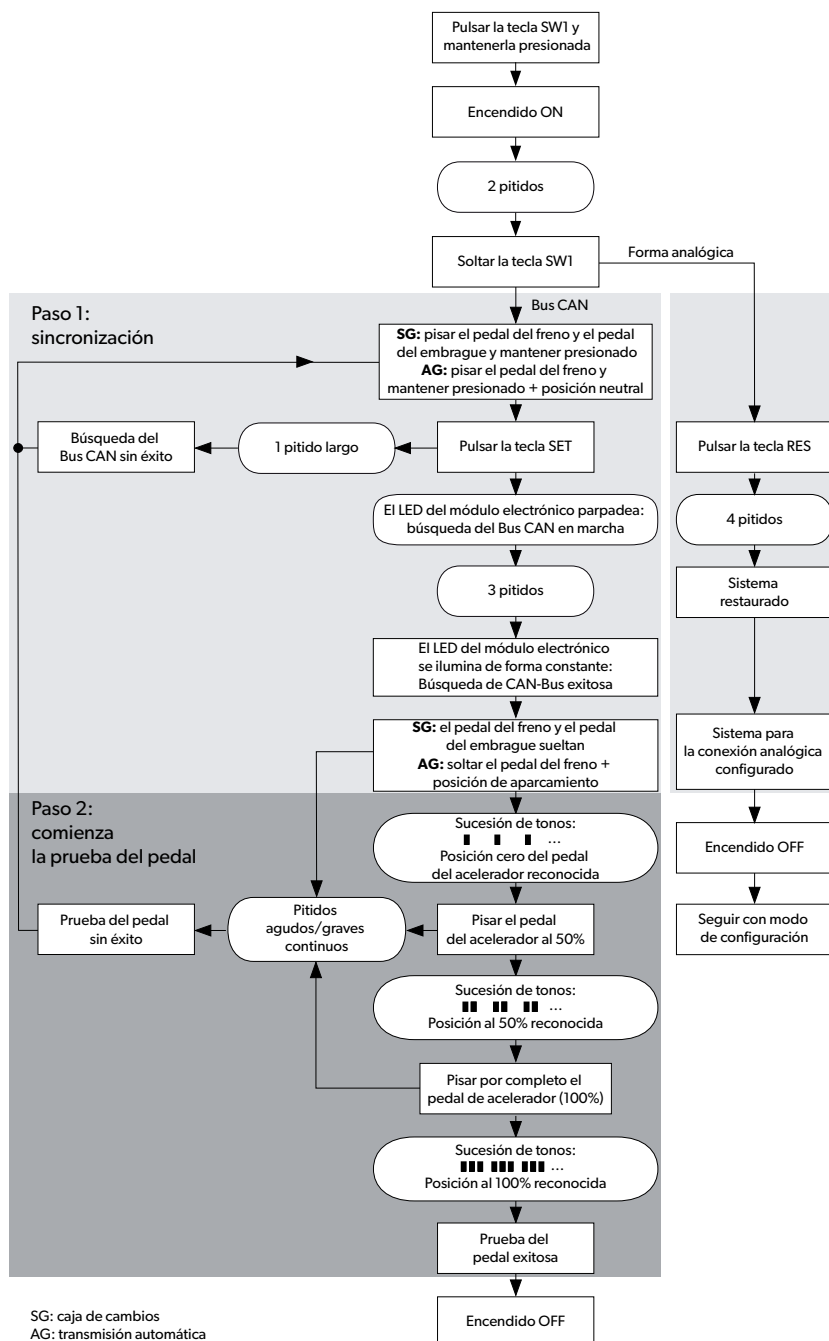 Pulsar la tecla SW1 y
mantenerla presionada
Encendido ON
2 pitidos
Soltar la tecla SW1
Forma analógica
Bus CAN
Paso 1:
sincronización
SG: pisar el pedal del freno y el pedal
del embrague y mantener presionado
AG: pisar el pedal del freno y
mantener presionado + posición neutral
Búsqueda del
Bus CAN sin éxito
1 pitido largo
Pulsar la tecla SET
El LED del módulo electrónico parpadea:
búsqueda del Bus CAN en marcha
3 pitidos
El LED del módulo electrónico
se ilumina de forma constante:
Búsqueda de CAN-Bus exitosa
SG: el pedal del freno y el pedal
del embrague sueltan
AG: soltar el pedal del freno +
posición de aparcamiento
Pulsar la tecla RES
4 pitidos
Sistema
restaurado
Sistema para
la conexión analógica
configurado
Encendido OFF
Seguir con modo
de configuración
Paso 2:
comienza
la prueba del pedal
Sucesión de tonos:
...
Posición cero del pedal
del acelerador reconocida
Prueba del pedal
sin éxito
Pitidos
agudos/graves
continuos
Pisar el pedal
del acelerador al 50%
Sucesión de tonos:
...
Posición al 50% reconocida
Pisar por completo el
pedal de acelerador (100%)
Sucesión de tonos:
...
Posición al 100% reconocida
Prueba del
pedal exitosa
Encendido OFF
SG: caja de cambios
AG: transmisión automática